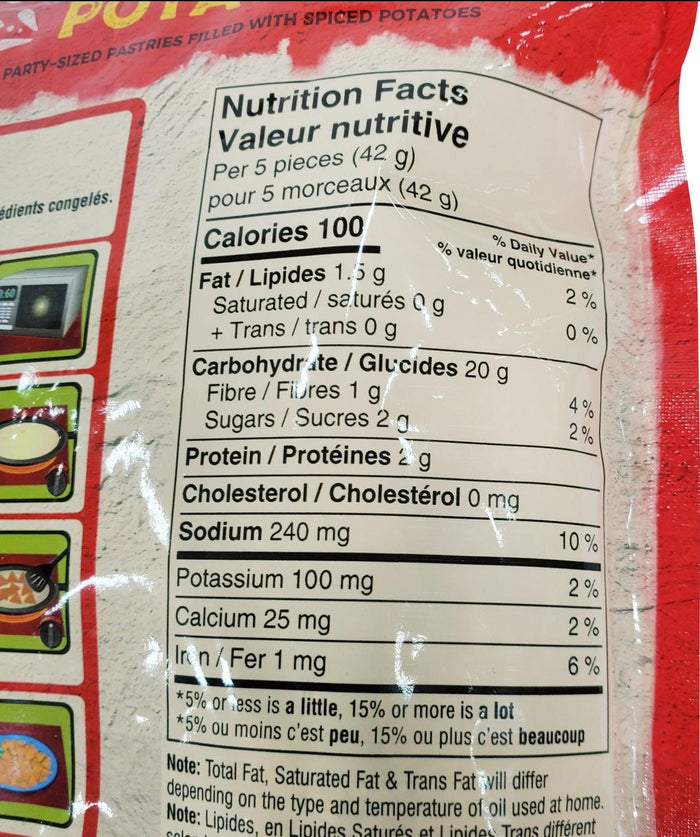 PARTY-SIZED PASTRIES FILLED WITH SPICED POTATOES
édients congelés.
Nutrition Facts
Valeur nutritive
Per 5 pieces (42 g)
pour 5 morceaux (42 g)
Calories 100
% Daily Value*
% valeur quotidienne*
Fat / Lipides 1.5 g 2 %
Saturated / saturés 0 g
+ Trans / trans 0 g 0 %
Carbohydrate / Glucides 20 g
Fibre / Fibres 1 g 4 %
Sugars / Sucres 2 g 2 %
Protein / Protéines 2 g
Cholesterol / Cholestérol 0 mg
Sodium 240 mg 10 %
Potassium 100 mg 2 %
Calcium 25 mg 2 %
Iron / Fer 1 mg 6 %
*5% or less is a little, 15% or more is a lot
*5% ou moins c'est peu, 15% ou plus c'est beaucoup
Note: Total Fat, Saturated Fat & Trans Fat will differ
depending on the type and temperature of oil used at home.
Note: Lipides, en Lipides Saturés et Lipides Trans différent